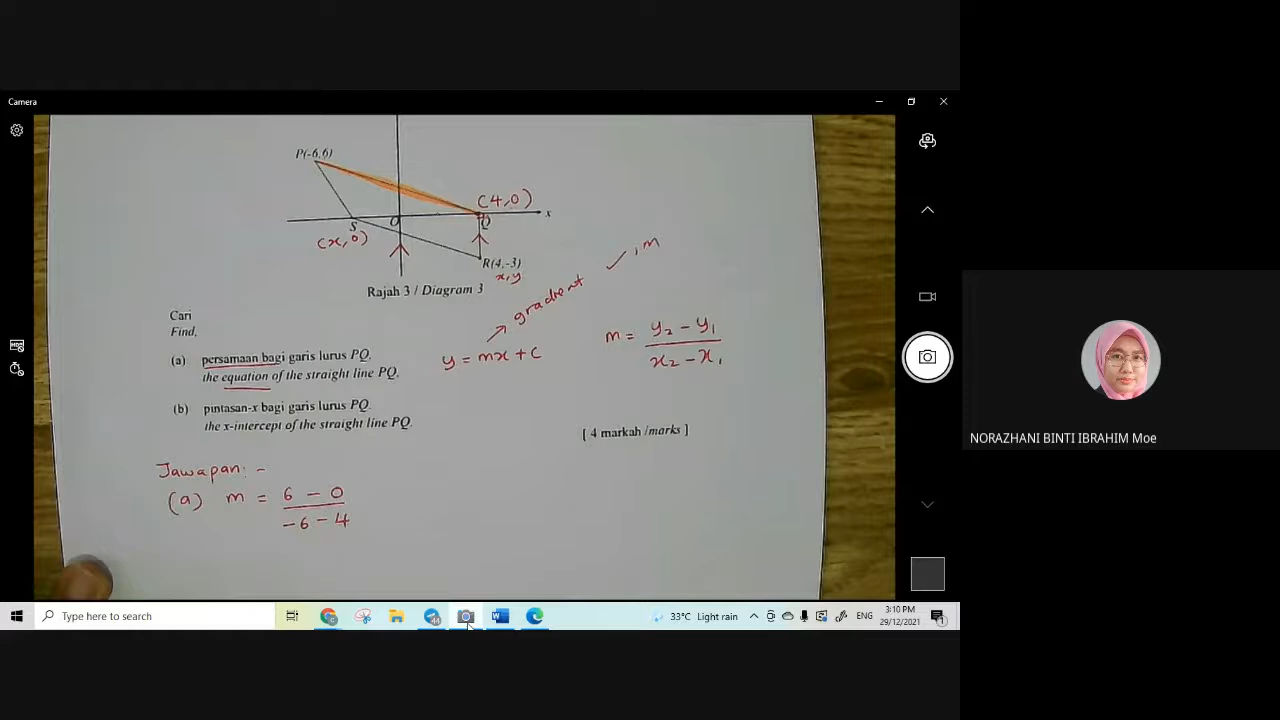 Camera
P(-6,6)
(4,0)
x
S
O
Q
(x,0)
R(4,-3)
x,y
Rajah 3 / Diagram 3
gradient ✓, m
Cari
Find,
(a) persamaan bagi garis lurus PQ.
the equation of the straight line PQ.
y = mx + c
m = y₂ - y₁ / x₂ - x₁
(b) pintasan-x bagi garis lurus PQ.
the x-intercept of the straight line PQ.
[ 4 markah /marks ]
Jawapan: -
(a) m = 6 - 0 / -6 - 4
NORAZHANI BINTI IBRAHIM Moe
Type here to search
33°C Light rain
ENG
3:10 PM
29/12/2021